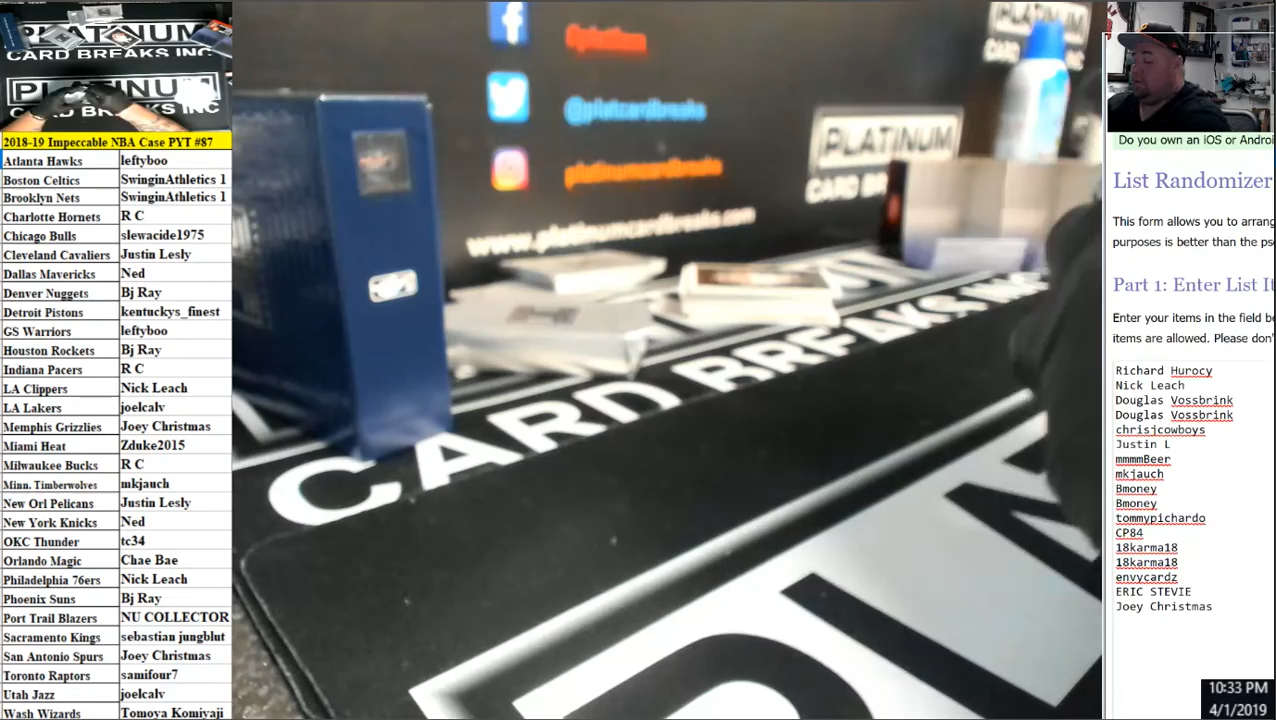 PLATINUM
CARD BREAKS INC
PLATINUM
CARD BREAKS INC
2018-19 Impeccable NBA Case PYT #87
Atlanta Hawks leftyboo
Boston Celtics SwinginAthletics 1
Brooklyn Nets SwinginAthletics 1
Charlotte Hornets R C
Chicago Bulls slewacide1975
Cleveland Cavaliers Justin Lesly
Dallas Mavericks Ned
Denver Nuggets Bj Ray
Detroit Pistons kentuckys_finest
GS Warriors leftyboo
Houston Rockets Bj Ray
Indiana Pacers R C
LA Clippers Nick Leach
LA Lakers joelcalv
Memphis Grizzlies Joey Christmas
Miami Heat Zduke2015
Milwaukee Bucks R C
Minn. Timberwolves mkjauch
New Orl Pelicans Justin Lesly
New York Knicks Ned
OKC Thunder tc34
Orlando Magic Chae Bae
Philadelphia 76ers Nick Leach
Phoenix Suns Bj Ray
Port Trail Blazers NU COLLECTOR
Sacramento Kings sebastian jungblut
San Antonio Spurs Joey Christmas
Toronto Raptors samifour7
Utah Jazz joelcalv
Wash Wizards Tomoya Komiyaji
@platcardbreaks
platinumcardbreaks
www.platinumcardbreaks.com
PLATINUM
CARD
PLATINUM
CARD
CARD BREAKS INC
Do you own an iOS or Androi
List Randomizer
This form allows you to arrang
purposes is better than the ps
Part 1: Enter List It
Enter your items in the field be
items are allowed. Please don'
Richard Hurocy
Nick Leach
Douglas Vossbrink
Douglas Vossbrink
chrisjcowboys
Justin L
mmmmBeer
mkjauch
Bmoney
Bmoney
tommypichardo
CP84
18karma18
18karma18
envycardz
ERIC STEVIE
Joey Christmas
10:33 PM
4/1/2019